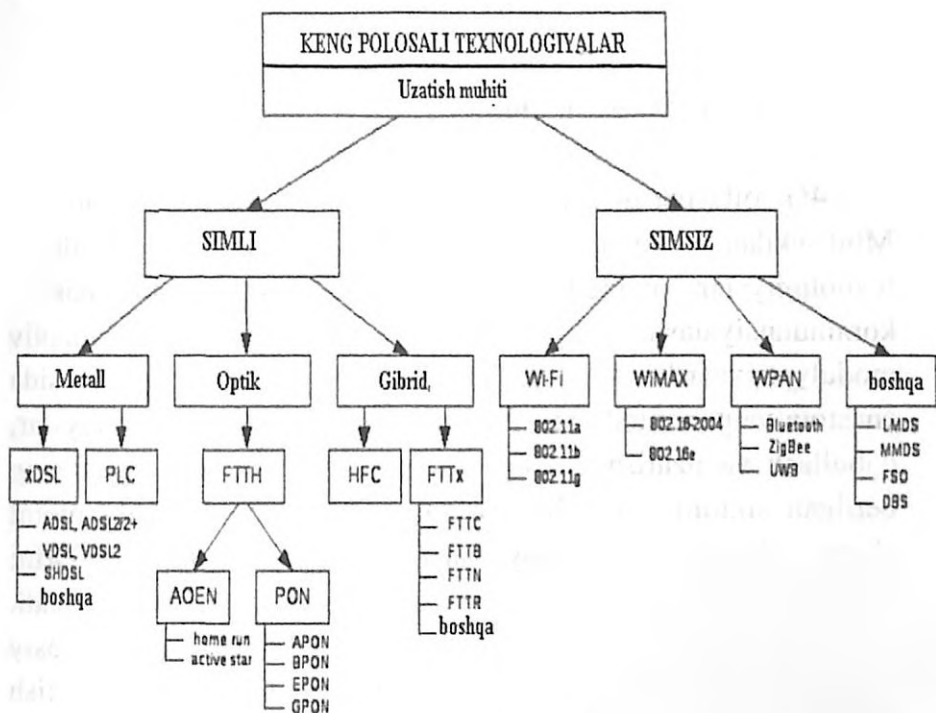 KENG POLOSALI TEXNOLOGIYALAR
Uzatish muhiti
SIMLI
SIMSIZ
Metall
Optik
Gibrid,
WI-FI
WIMAX
WPAN
boshqa
802.11a
802.11b
802.11g
802.16-2004
802.16e
Bluetooth
ZigBee
UWB
LMDS
MMDS
FSO
DBS
xDSL
PLC
FTTH
HFC
FTTx
ADSL, ADSL2/2+
VDSL, VDSL2
SHDSL
boshqa
AOEN
PON
FTTC
FTTB
FTTN
FTTR
boshqa
home run
active star
APON
BPON
EPON
GPON